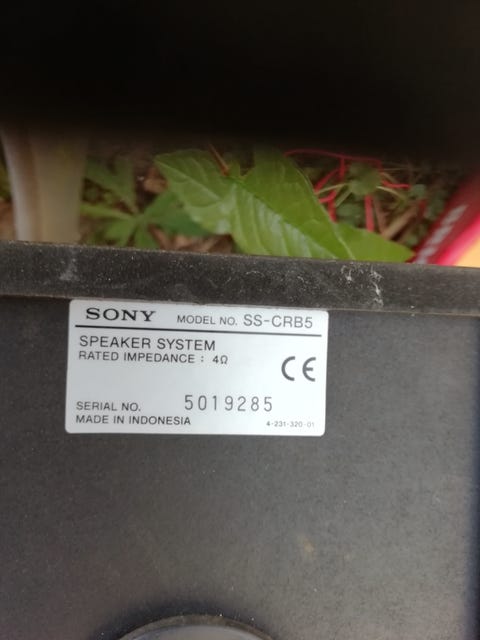 SONY MODEL NO. SS-CRB5
SPEAKER SYSTEM
RATED IMPEDANCE : 4Ω
CE
SERIAL NO. 5019285
MADE IN INDONESIA 4-231-320-01